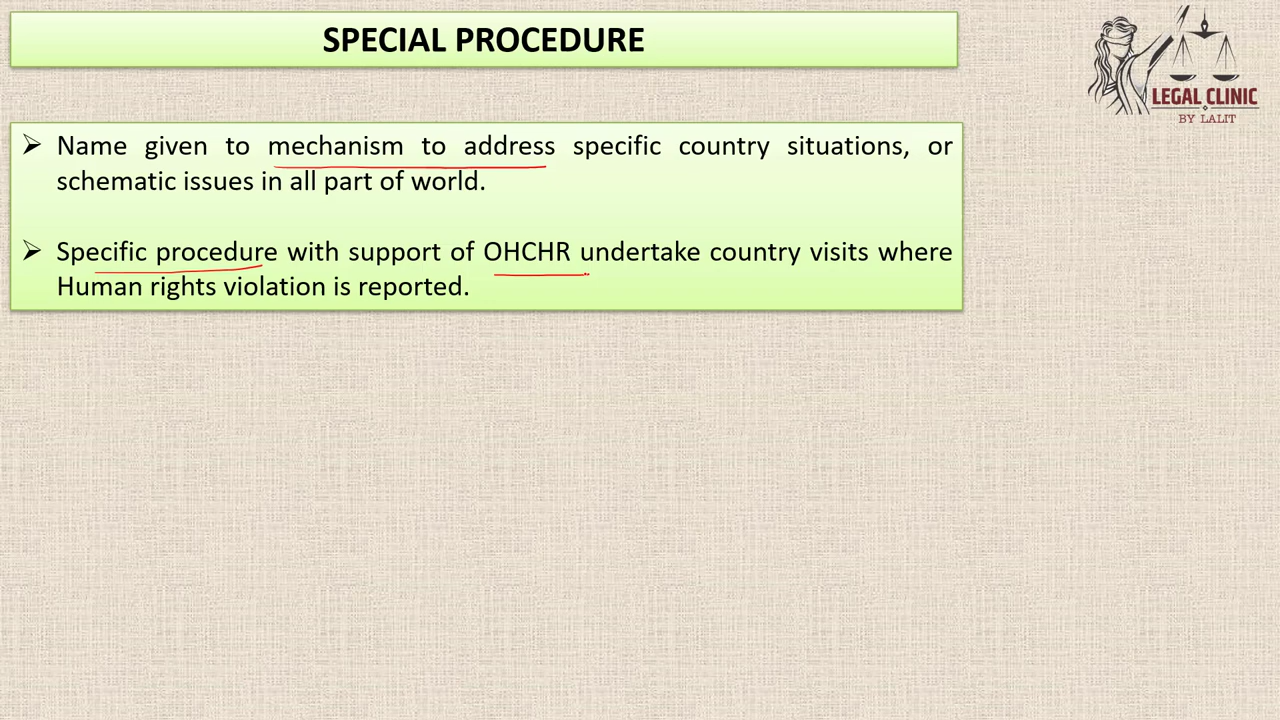 SPECIAL PROCEDURE
LEGAL CLINIC
BY LALIT
Name given to mechanism to address specific country situations, or
schematic issues in all part of world.
Specific procedure with support of OHCHR undertake country visits where
Human rights violation is reported.